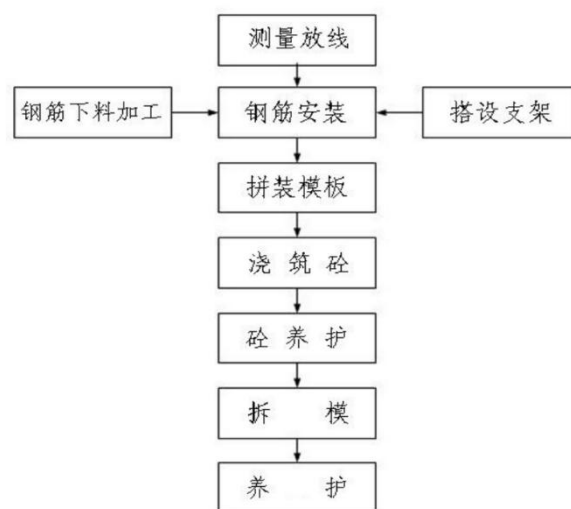 测量放线
钢筋下料加工
钢筋安装
搭设支架
拼装模板
浇筑砼
砼养护
拆模
养护